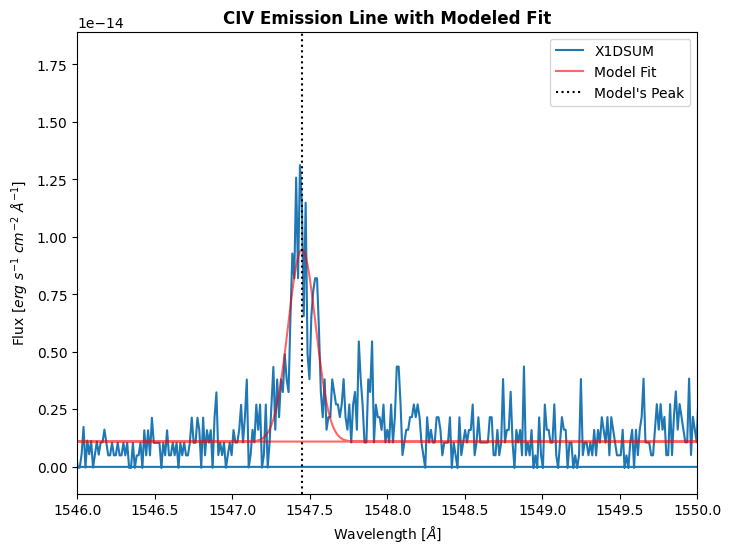 CIV Emission Line with Modeled Fit
1e−14
X1DSUM
Model Fit
Model's Peak
1.75
1.50
1.25
1.00
0.75
0.50
0.25
0.00
Flux [erg s⁻¹ cm⁻² Å⁻¹]
1546.0 1546.5 1547.0 1547.5 1548.0 1548.5 1549.0 1549.5 1550.0
Wavelength [Å]